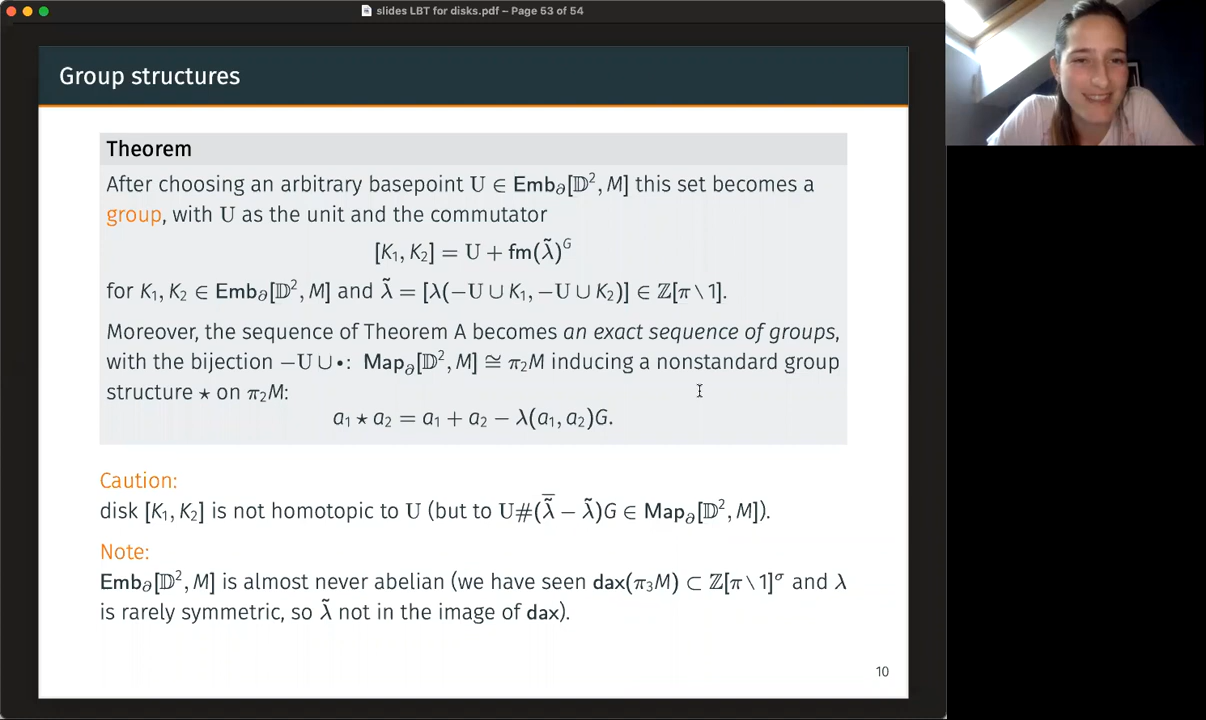 slides LBT for disks.pdf – Page 53 of 54
Group structures
Theorem
After choosing an arbitrary basepoint U ∈ Emb∂[𝔻², M] this set becomes a
group, with U as the unit and the commutator
[K₁, K₂] = U + fm(λ̃)ᴳ
for K₁, K₂ ∈ Emb∂[𝔻², M] and λ̃ = [λ(−U ∪ K₁, −U ∪ K₂)] ∈ ℤ[π∖1].
Moreover, the sequence of Theorem A becomes an exact sequence of groups,
with the bijection −U ∪ •: Map∂[𝔻², M] ≅ π₂M inducing a nonstandard group
structure ⋆ on π₂M:
a₁ ⋆ a₂ = a₁ + a₂ − λ(a₁, a₂)G.
Caution:
disk [K₁, K₂] is not homotopic to U (but to U#(λ̃̅ − λ̃)G ∈ Map∂[𝔻², M]).
Note:
Emb∂[𝔻², M] is almost never abelian (we have seen dax(π₃M) ⊂ ℤ[π∖1]^σ and λ
is rarely symmetric, so λ̃ not in the image of dax).
10